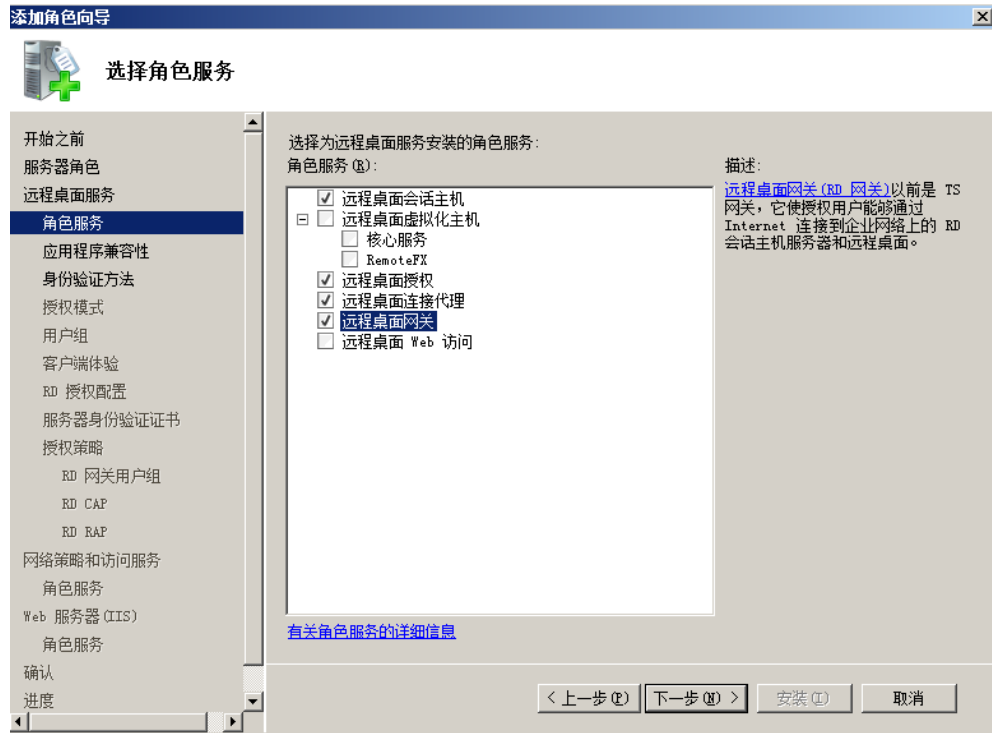 添加角色向导
选择角色服务
开始之前
服务器角色
远程桌面服务
角色服务
应用程序兼容性
身份验证方法
授权模式
用户组
客户端体验
RD 授权配置
服务器身份验证证书
授权策略
RD 网关用户组
RD CAP
RD RAP
网络策略和访问服务
角色服务
Web 服务器(IIS)
角色服务
确认
进度
选择为远程桌面服务安装的角色服务:
角色服务(R):
远程桌面会话主机
远程桌面虚拟化主机
核心服务
RemoteFX
远程桌面授权
远程桌面连接代理
远程桌面网关
远程桌面 Web 访问
有关角色服务的详细信息
描述:
远程桌面网关(RD 网关)以前是 TS
网关，它使授权用户能够通过
Internet 连接到企业网络上的 RD
会话主机服务器和远程桌面。
< 上一步(P)
下一步(N) >
安装(I)
取消